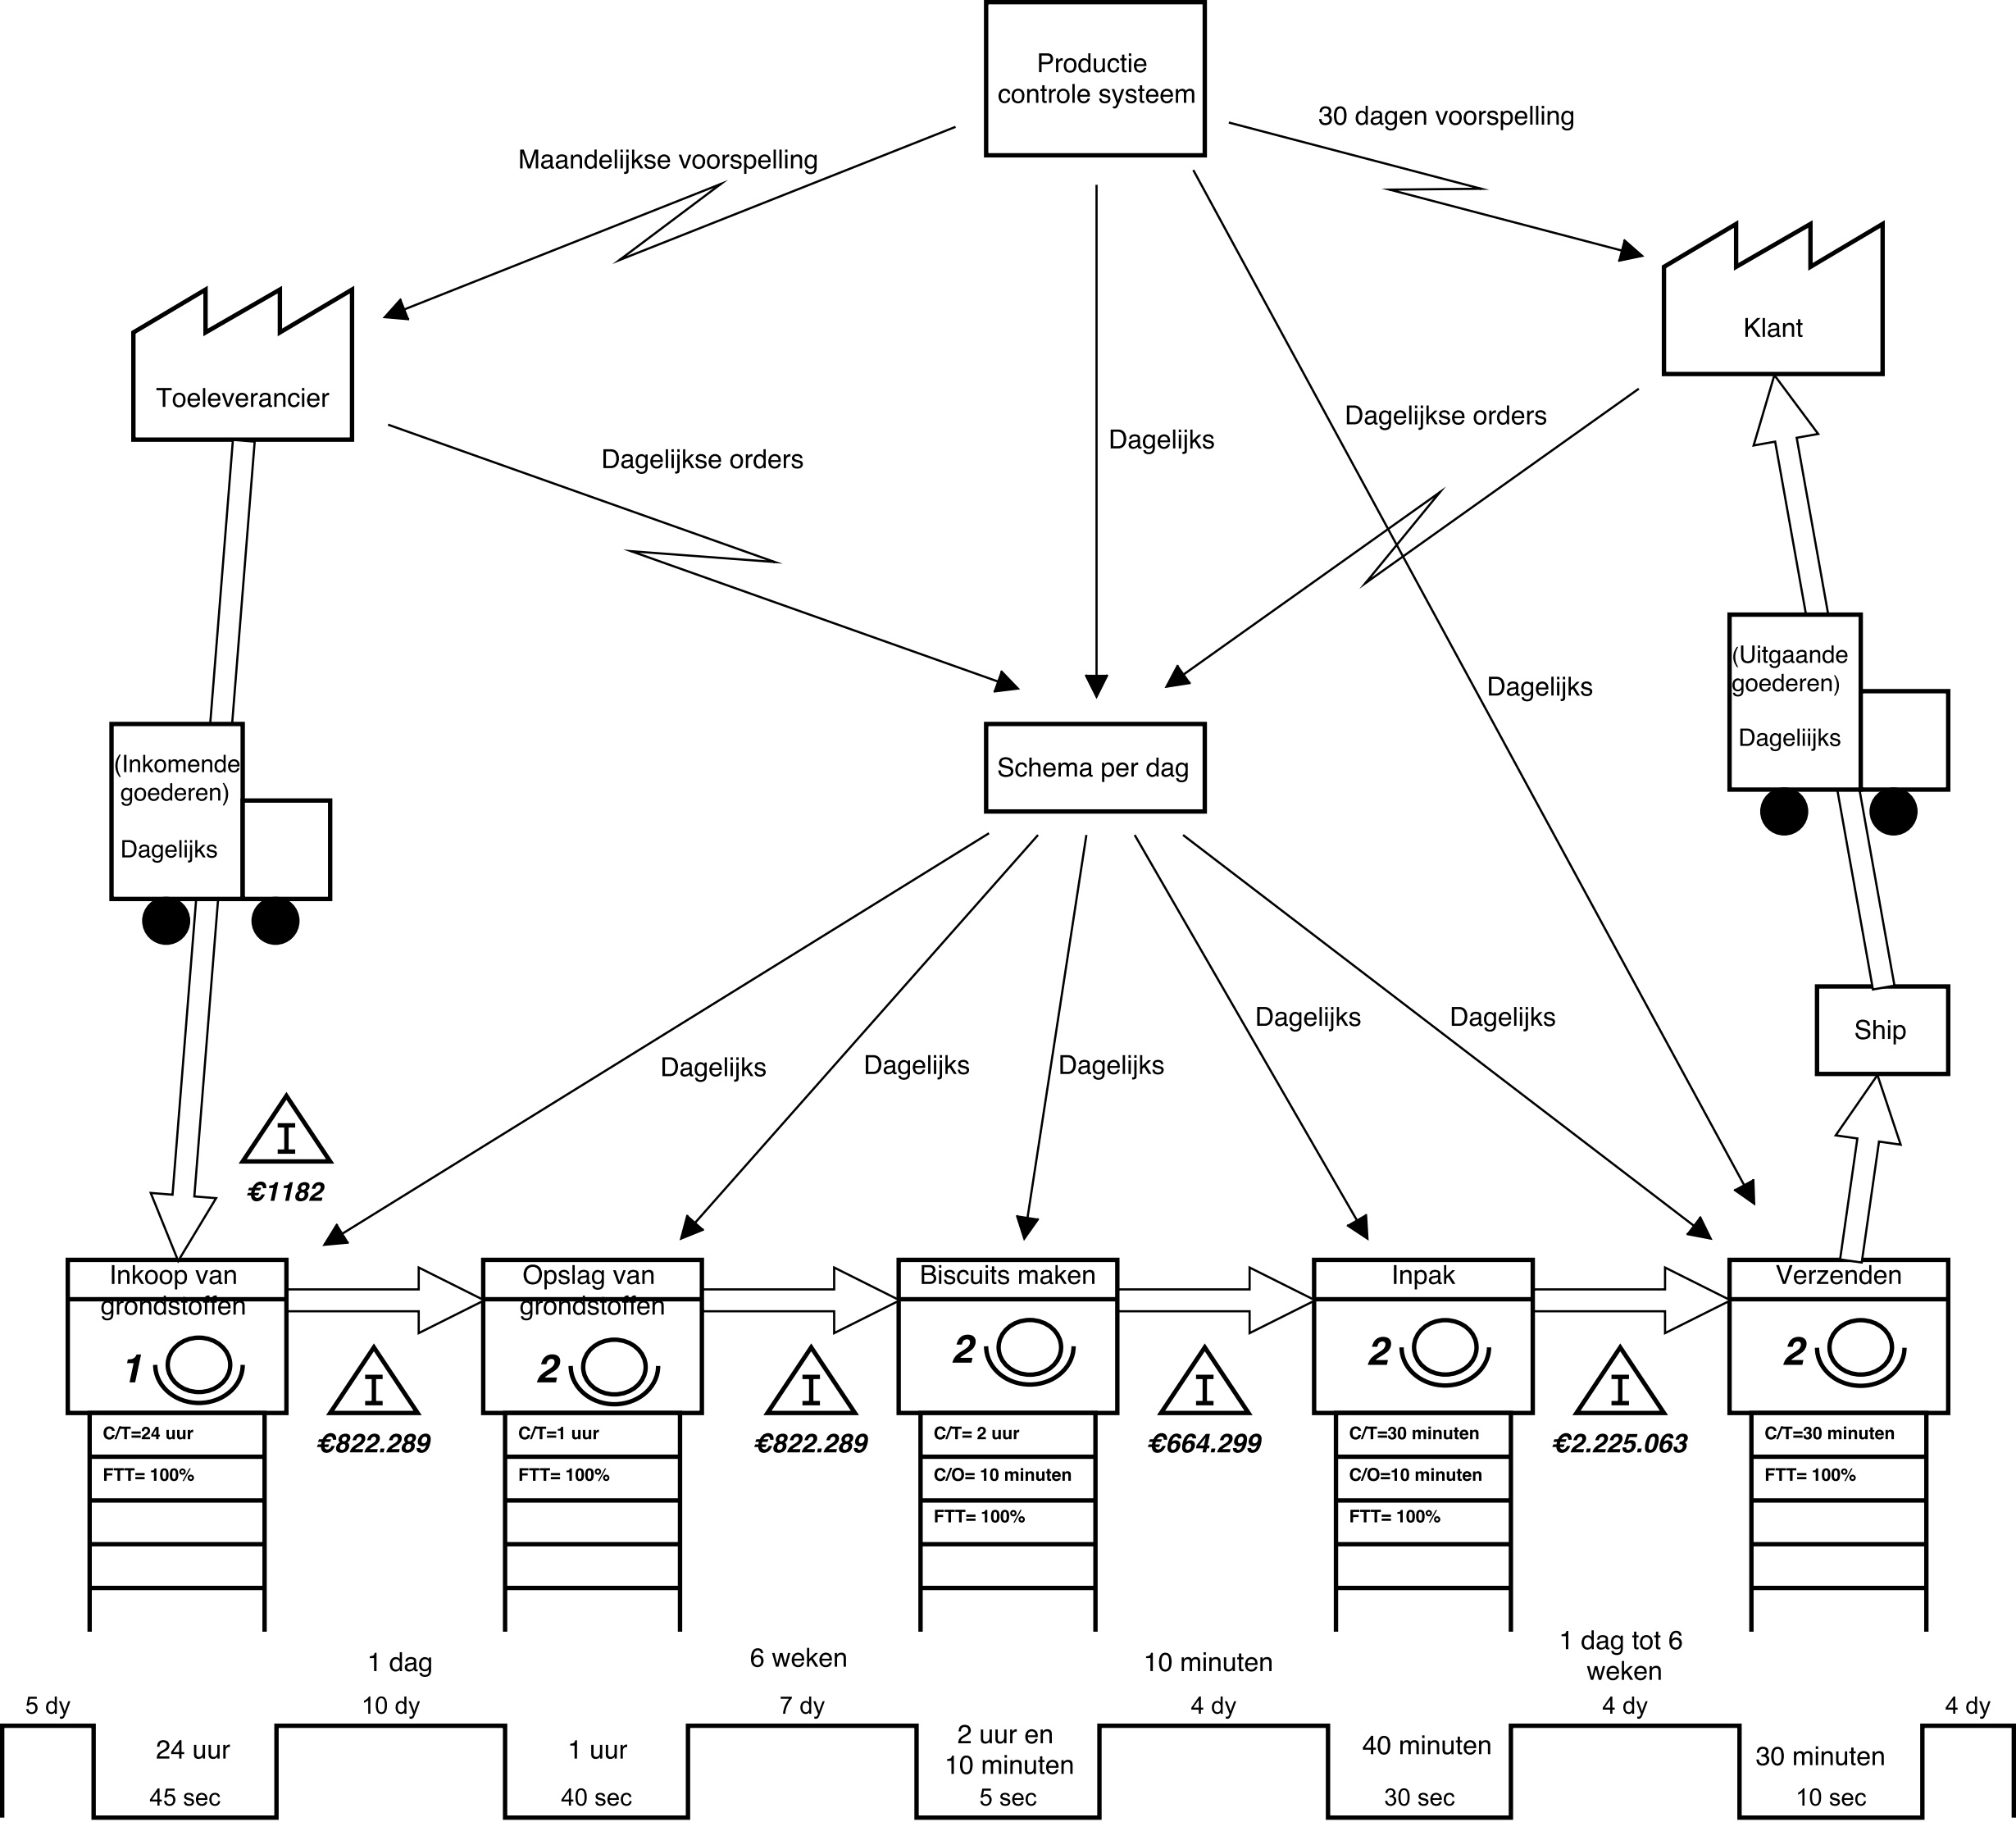 Productie
controle systeem
30 dagen voorspelling
Maandelijkse voorspelling
Klant
Toeleverancier
Dagelijkse orders
Dagelijks
Dagelijkse orders
(Uitgaande
goederen)
Dageliijks
Dagelijks
(Inkomende
goederen)
Dagelijks
Schema per dag
Dagelijks
Dagelijks
Dagelijks
Dagelijks
Dagelijks
Ship
I
€1182
Inkoop van
grondstoffen
1
Opslag van
grondstoffen
2
Biscuits maken
2
Inpak
2
Verzenden
2
I
€822.289
I
€822.289
I
€664.299
I
€2.225.063
C/T=24 uur
FTT= 100%
C/T=1 uur
FTT= 100%
C/T= 2 uur
C/O= 10 minuten
FTT= 100%
C/T=30 minuten
C/O=10 minuten
FTT= 100%
C/T=30 minuten
FTT= 100%
1 dag
6 weken
10 minuten
1 dag tot 6
weken
5 dy
10 dy
7 dy
4 dy
4 dy
4 dy
24 uur
45 sec
1 uur
40 sec
2 uur en
10 minuten
5 sec
40 minuten
30 sec
30 minuten
10 sec